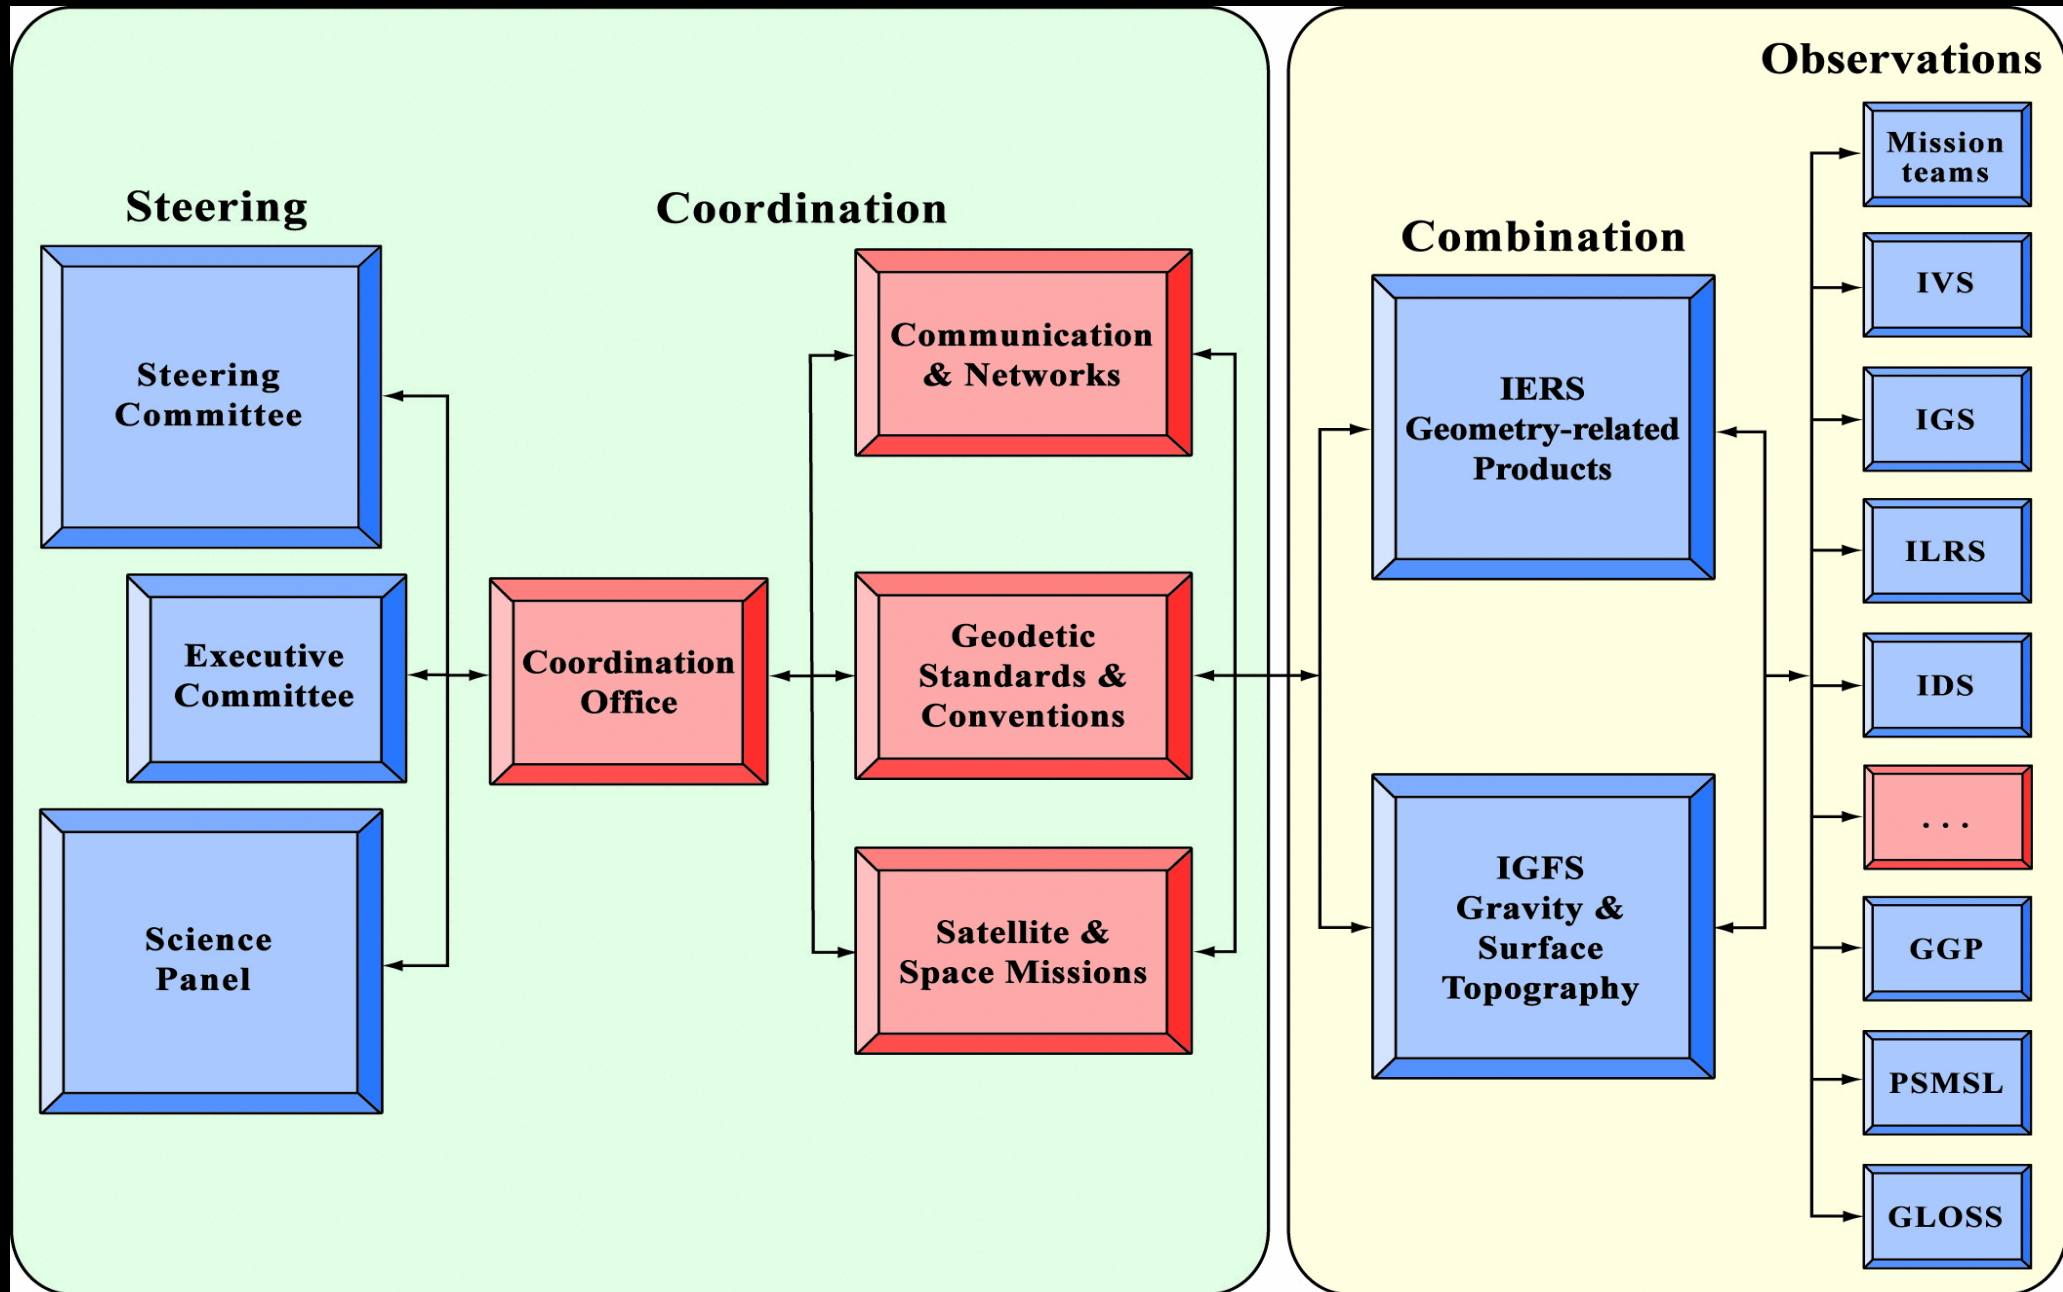 Steering
Steering
Committee
Executive
Committee
Science
Panel
Coordination
Coordination
Office
Communication
& Networks
Geodetic
Standards &
Conventions
Satellite &
Space Missions
Combination
IERS
Geometry-related
Products
IGFS
Gravity &
Surface
Topography
Observations
Mission
teams
IVS
IGS
ILRS
IDS
. . .
GGP
PSMSL
GLOSS